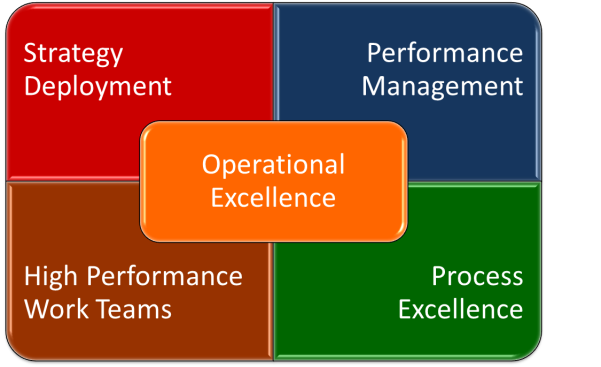 Strategy
Deployment
Performance
Management
Operational
Excellence
High Performance
Work Teams
Process
Excellence